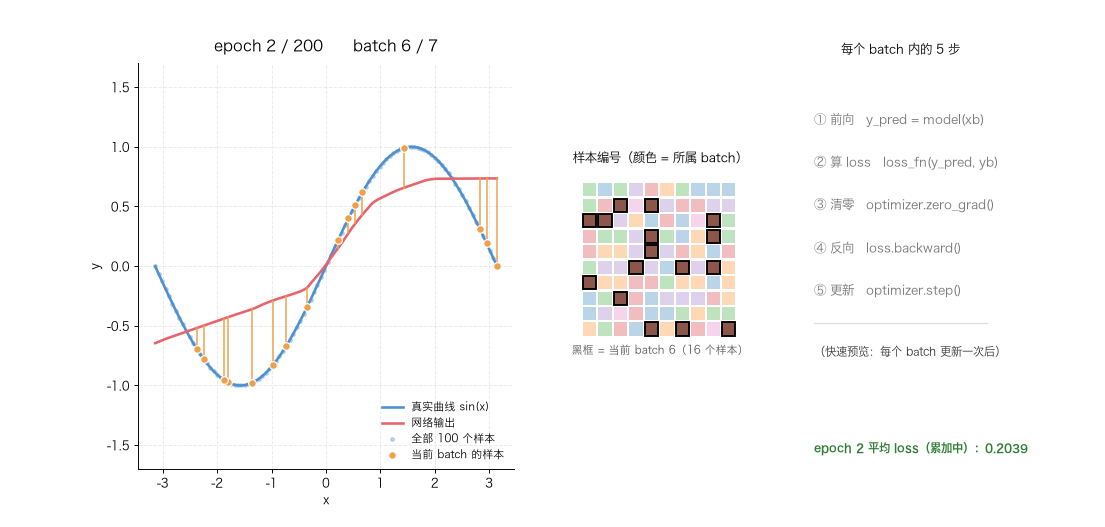 epoch 2 / 200 batch 6 / 7
1.5
1.0
0.5
0.0
-0.5
-1.0
-1.5
y
-3 -2 -1 0 1 2 3
x
真实曲线 sin(x)
网络输出
全部 100 个样本
当前 batch 的样本
样本编号（颜色 = 所属 batch）
黑框 = 当前 batch 6（16 个样本）
每个 batch 内的 5 步
① 前向 y_pred = model(xb)
② 算 loss loss_fn(y_pred, yb)
③ 清零 optimizer.zero_grad()
④ 反向 loss.backward()
⑤ 更新 optimizer.step()
（快速预览：每个 batch 更新一次后）
epoch 2 平均 loss（累加中）: 0.2039